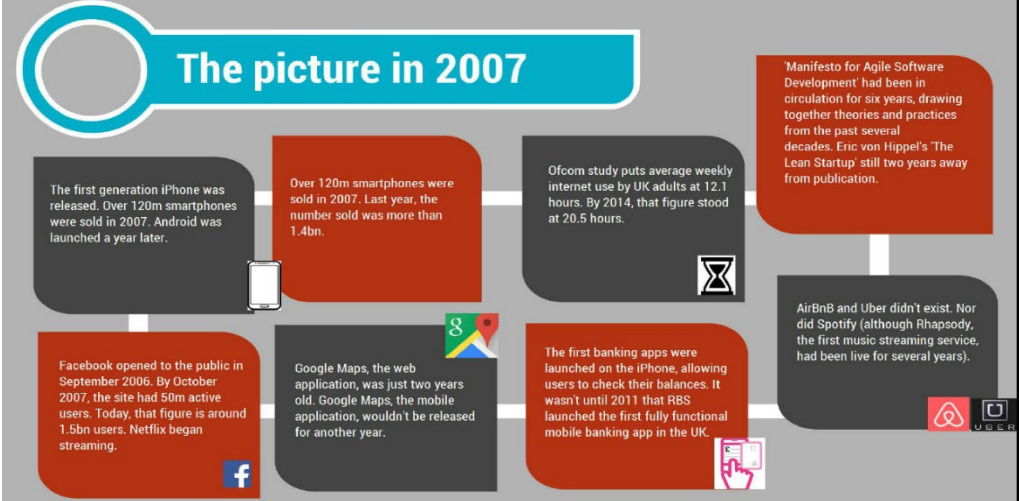 The picture in 2007
The first generation iPhone was
released. Over 120m smartphones
were sold in 2007. Android was
launched a year later.
Over 120m smartphones were
sold in 2007. Last year, the
number sold was more than
1.4bn.
Ofcom study puts average weekly
internet use by UK adults at 12.1
hours. By 2014, that figure stood
at 20.5 hours.
'Manifesto for Agile Software
Development' had been in
circulation for six years, drawing
together theories and practices
from the past several
decades. Eric von Hippel's 'The
Lean Startup' still two years away
from publication.
AirBnB and Uber didn't exist. Nor
did Spotify (although Rhapsody,
the first music streaming service,
had been live for several years).
UBER
The first banking apps were
launched on the iPhone, allowing
users to check their balances. It
wasn't until 2011 that RBS
launched the first fully functional
mobile banking app in the UK.
8
Google Maps, the web
application, was just two years
old. Google Maps, the mobile
application, wouldn't be released
for another year.
Facebook opened to the public in
September 2006. By October
2007, the site had 50m active
users. Today, that figure is around
1.5bn users. Netflix began
streaming.
f